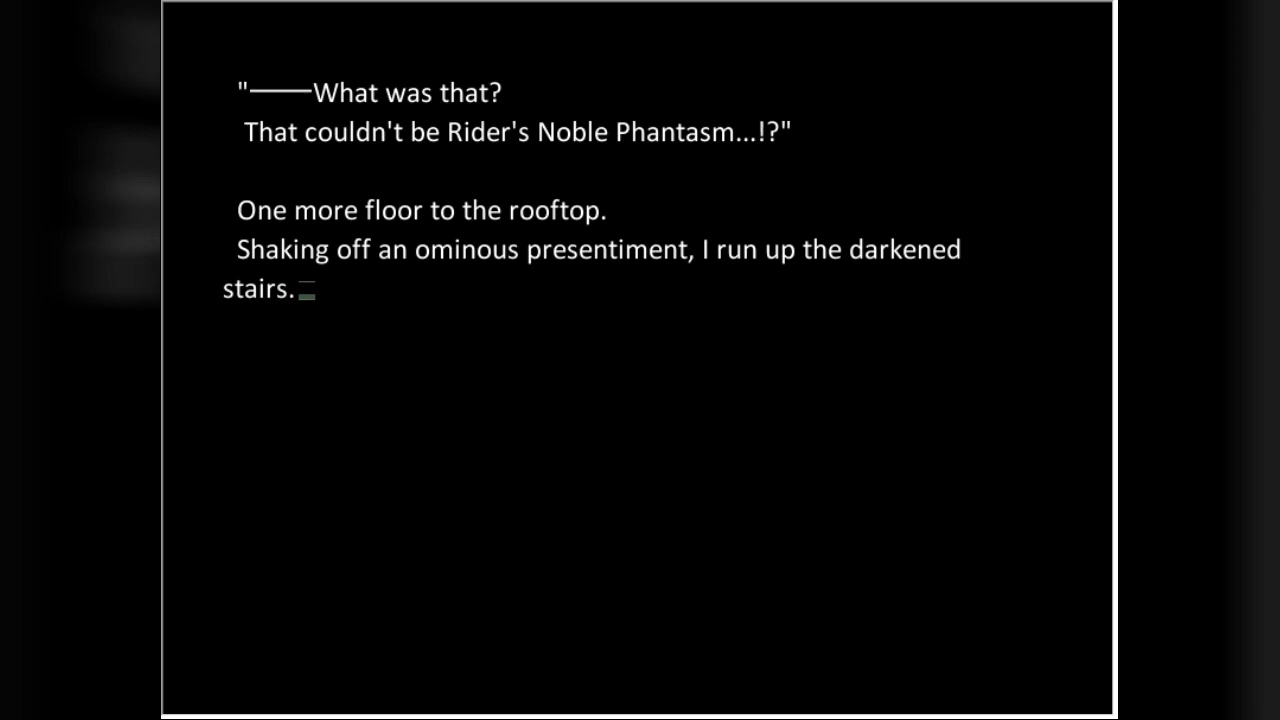 "———What was that?
That couldn't be Rider's Noble Phantasm...!?"
One more floor to the rooftop.
Shaking off an ominous presentiment, I run up the darkened
stairs.